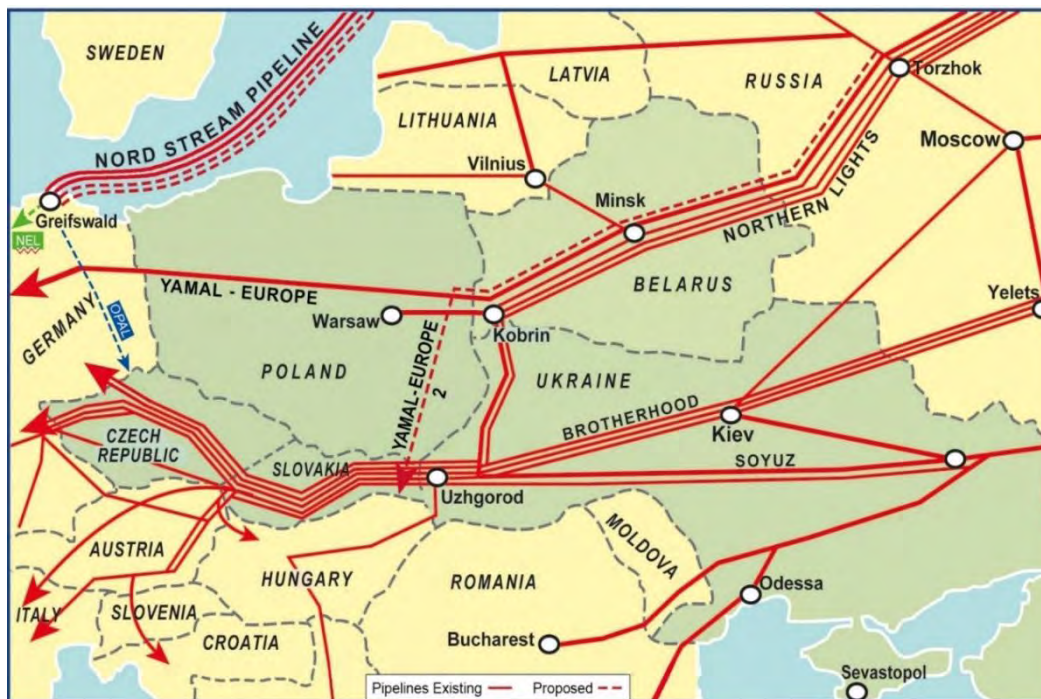 SWEDEN
NORD STREAM PIPELINE
LATVIA
RUSSIA
Torzhok
LITHUANIA
Moscow
Vilnius
Minsk
NORTHERN LIGHTS
Greifswald
NEL
BELARUS
YAMAL - EUROPE
Yelets
Warsaw
Kobrin
OPAL
GERMANY
POLAND
YAMAL-EUROPE
2
UKRAINE
BROTHERHOOD
Kiev
CZECH
REPUBLIC
SLOVAKIA
SOYUZ
Uzhgorod
AUSTRIA
MOLDOVA
HUNGARY
ROMANIA
Odessa
ITALY
SLOVENIA
CROATIA
Bucharest
Sevastopol
Pipelines Existing
Proposed